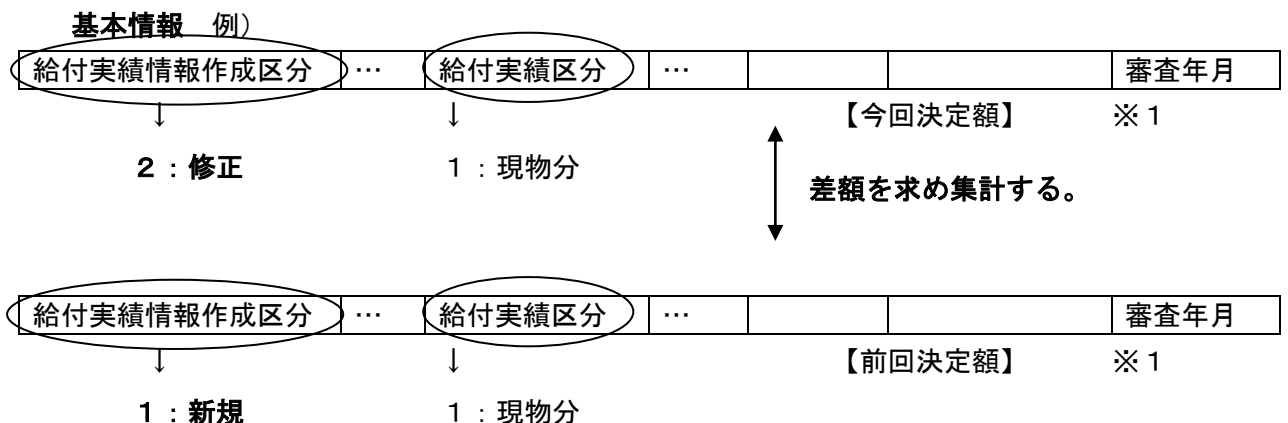 基本情報　例）
給付実績情報作成区分 … 給付実績区分 … 審査年月
↓ ↓ 【今回決定額】 ※１
２：修正 １：現物分
差額を求め集計する。
給付実績情報作成区分 … 給付実績区分 … 審査年月
↓ ↓ 【前回決定額】 ※１
１：新規 １：現物分